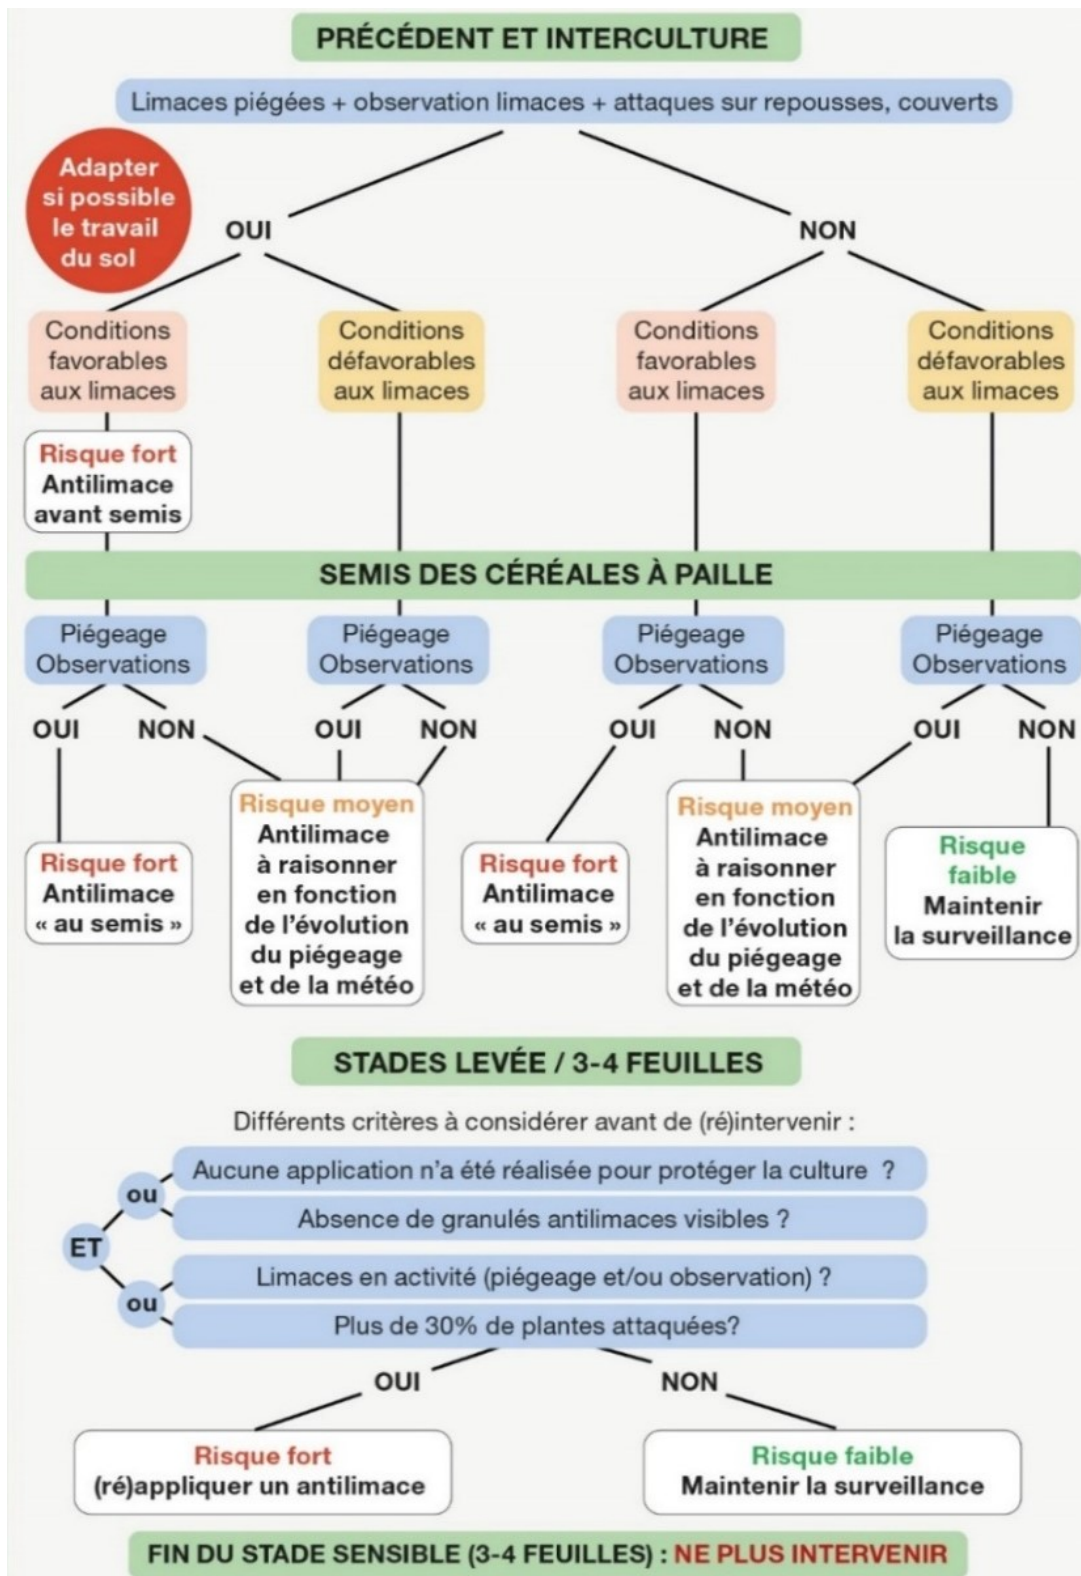 PRÉCÉDENT ET INTERCULTURE
Limaces piégées + observation limaces + attaques sur repousses, couverts
Adapter
si possible
le travail
du sol
OUI
NON
Conditions
favorables
aux limaces
Conditions
défavorables
aux limaces
Conditions
favorables
aux limaces
Conditions
défavorables
aux limaces
Risque fort
Antilimace
avant semis
SEMIS DES CÉRÉALES À PAILLE
Piégeage
Observations
Piégeage
Observations
Piégeage
Observations
Piégeage
Observations
OUI
NON
OUI
NON
OUI
NON
OUI
NON
Risque fort
Antilimace
« au semis »
Risque moyen
Antilimace
à raisonner
en fonction
de l'évolution
du piégeage
et de la météo
Risque fort
Antilimace
« au semis »
Risque moyen
Antilimace
à raisonner
en fonction
de l'évolution
du piégeage
et de la météo
Risque
faible
Maintenir
la surveillance
STADES LEVÉE / 3-4 FEUILLES
Différents critères à considérer avant de (ré)intervenir :
Aucune application n'a été réalisée pour protéger la culture ?
ou
Absence de granulés antilimaces visibles ?
ET
Limaces en activité (piégeage et/ou observation) ?
ou
Plus de 30% de plantes attaquées?
OUI
NON
Risque fort
(ré)appliquer un antilimace
Risque faible
Maintenir la surveillance
FIN DU STADE SENSIBLE (3-4 FEUILLES) : NE PLUS INTERVENIR